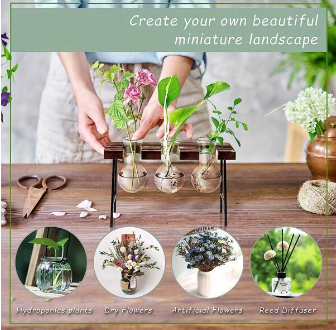 Create your own beautiful
miniature landscape
Hydroponics plants
Dry Flowers
Artificial Flowers
Reed Diffuser